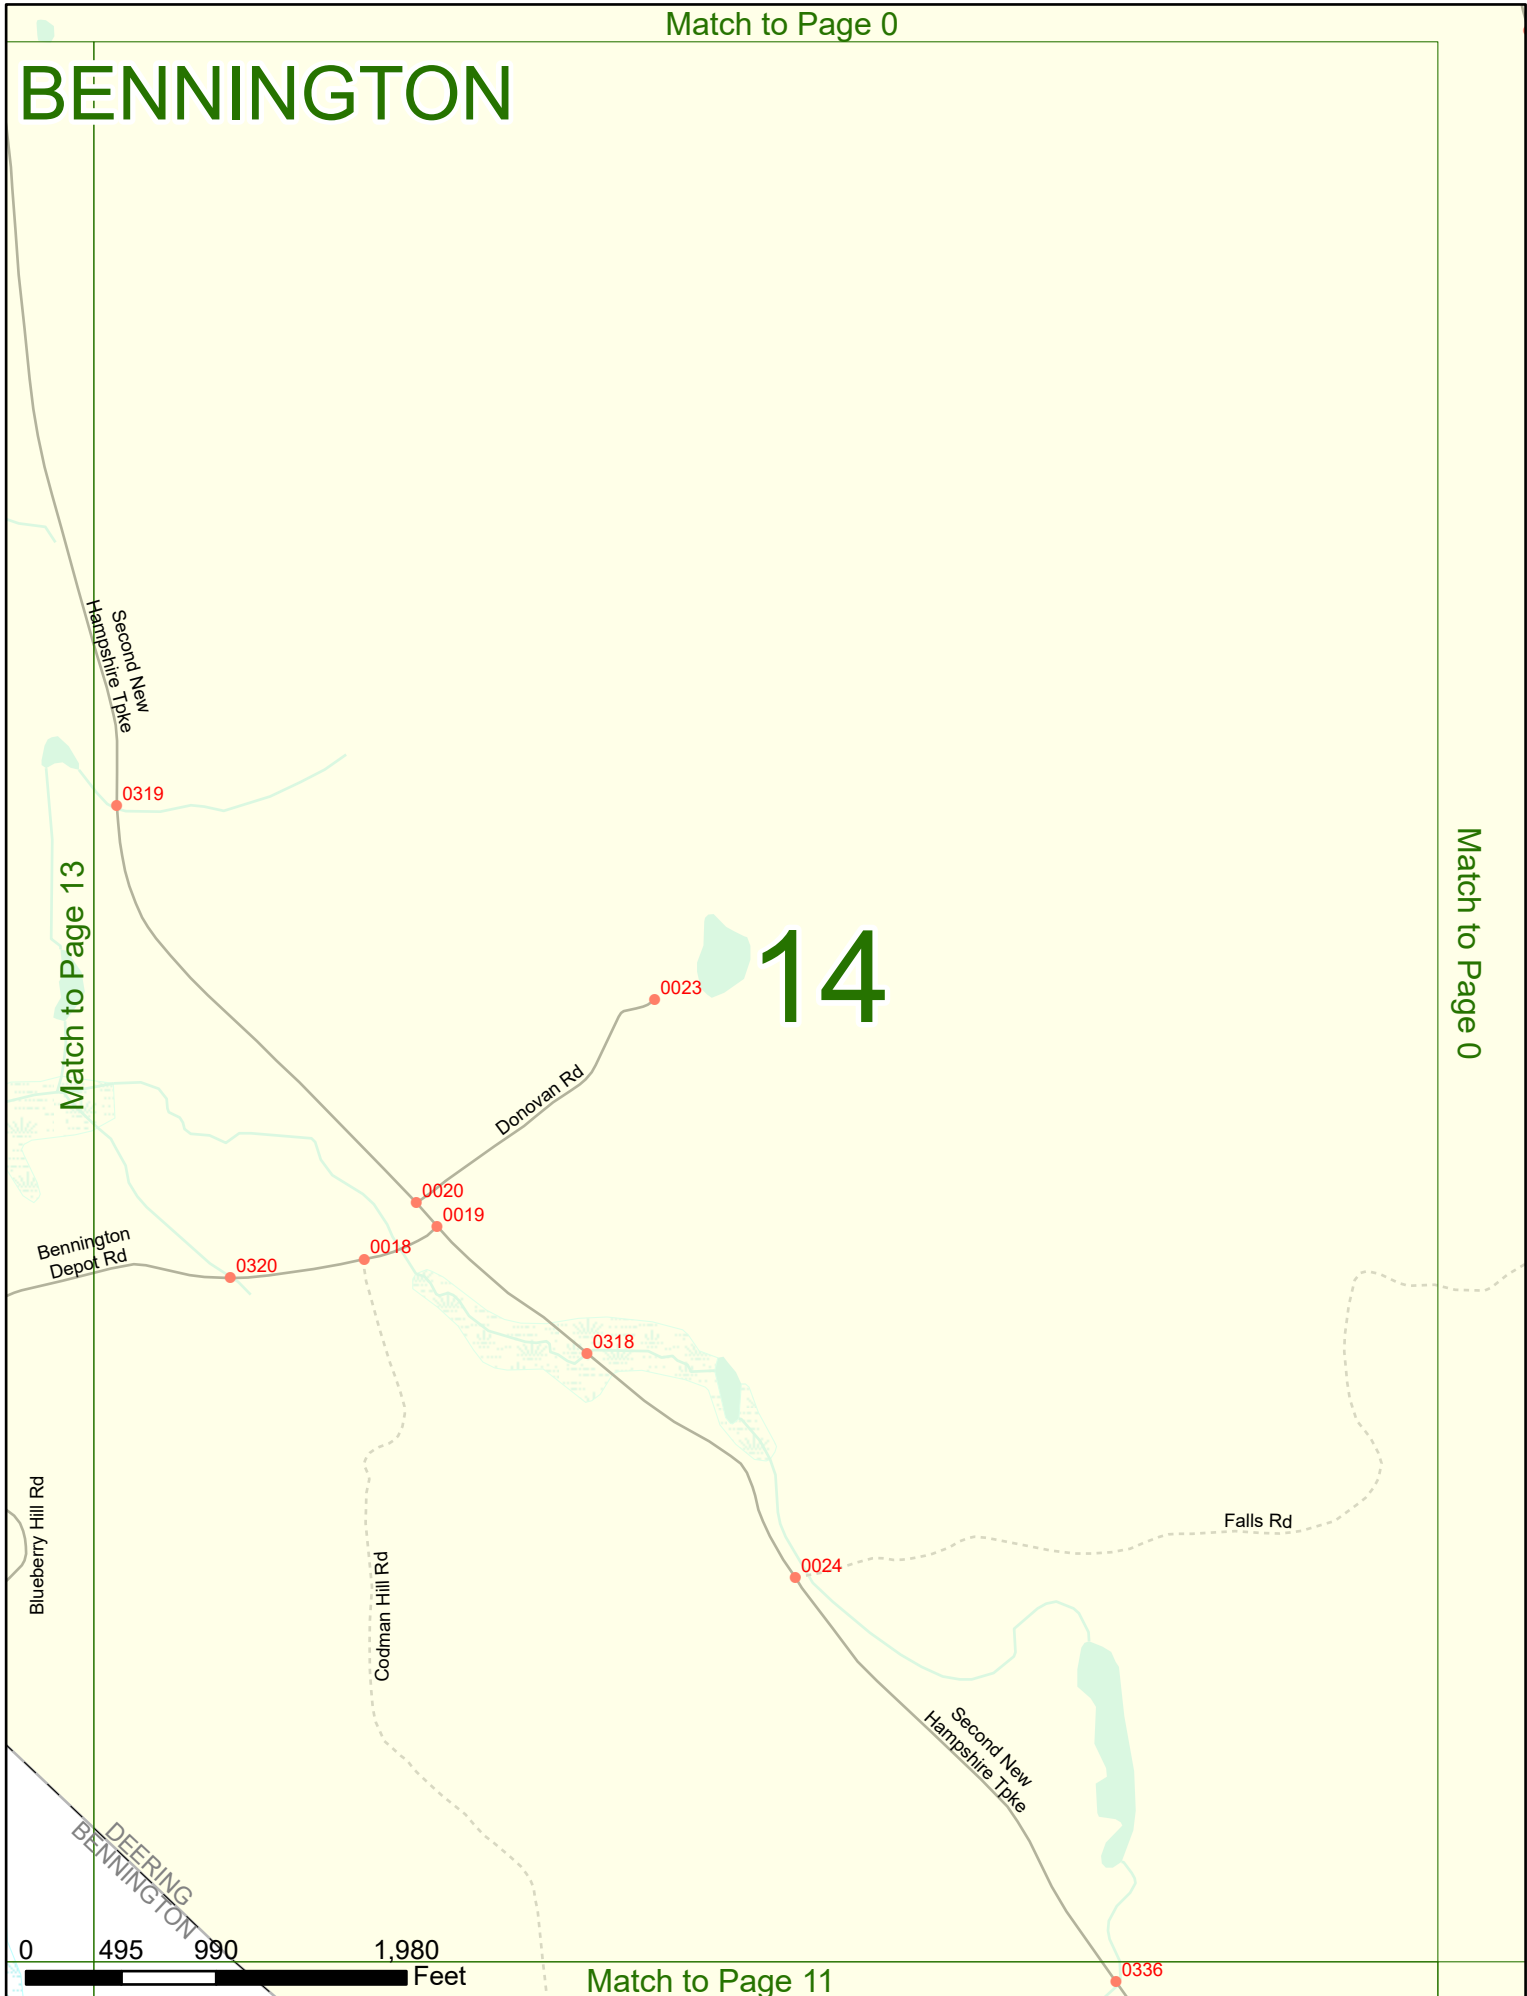 Match to Page 0
BENNINGTON
Second New
Hampshire Tpke
0319
Match to Page 13
Match to Page 0
14
0023
Donovan Rd
0020
0019
0018
Bennington
Depot Rd
0320
0318
Blueberry Hill Rd
Codman Hill Rd
Falls Rd
0024
Second New
Hampshire Tpke
DEERING
BENNINGTON
0 495 990 1,980
Feet
Match to Page 11
0336